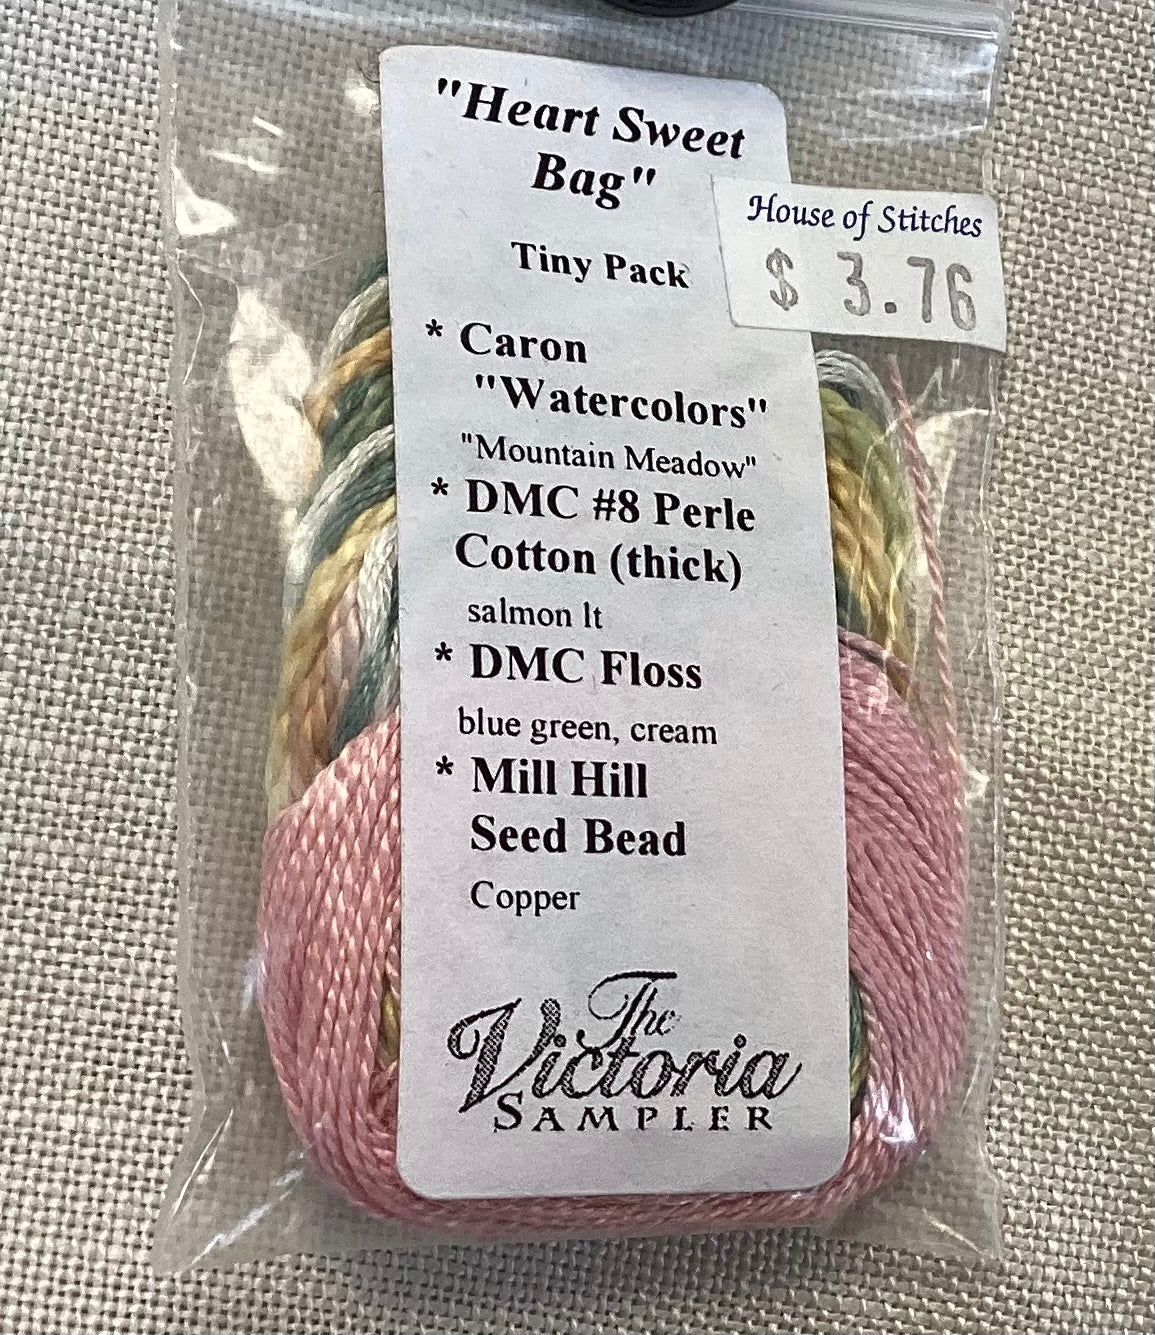 "Heart Sweet
Bag"
House of Stitches
$ 3.76
Tiny Pack
* Caron
"Watercolors"
"Mountain Meadow"
* DMC #8 Perle
Cotton (thick)
salmon lt
* DMC Floss
blue green, cream
* Mill Hill
Seed Bead
Copper
The
Victoria
SAMPLER